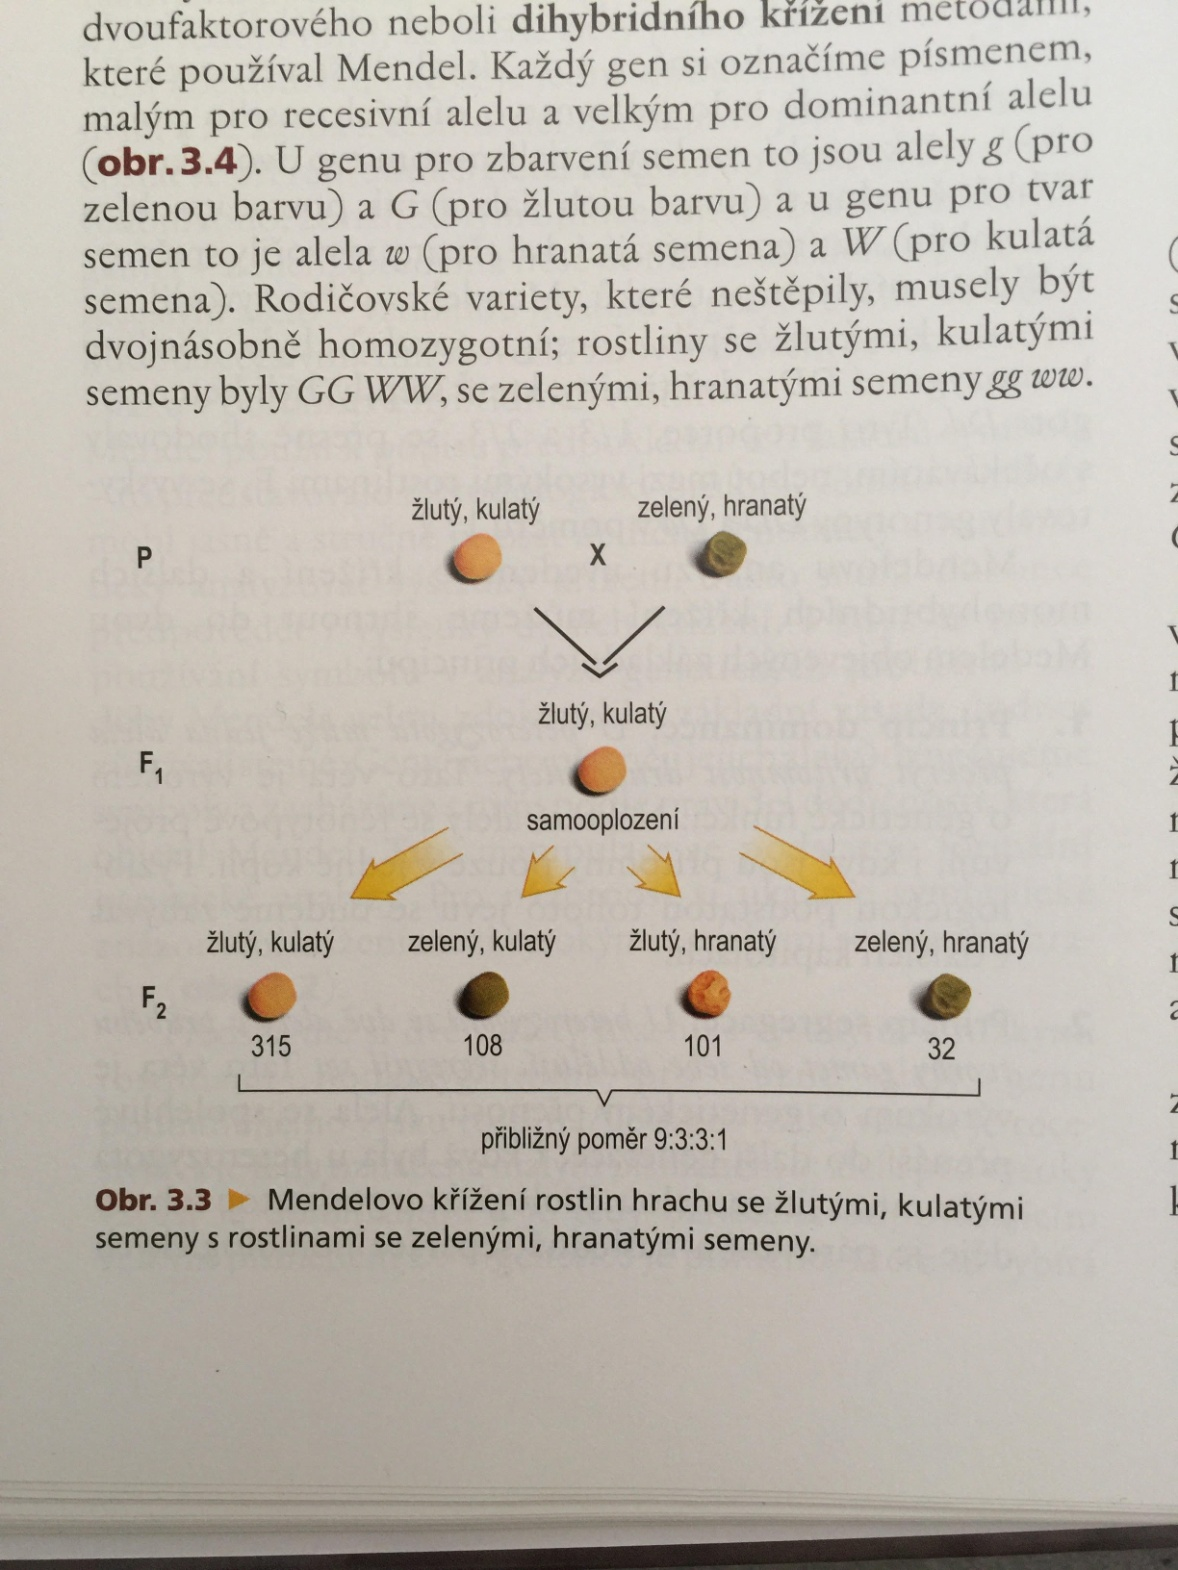 dvoufaktorového neboli dihybridního křížení metodami,
které používal Mendel. Každý gen si označíme písmenem,
malým pro recesivní alelu a velkým pro dominantní alelu
(obr. 3.4). U genu pro zbarvení semen to jsou alely g (pro
zelenou barvu) a G (pro žlutou barvu) a u genu pro tvar
semen to je alela w (pro hranatá semena) a W (pro kulatá
semena). Rodičovské variety, které neštěpily, musely být
dvojnásobně homozygotní; rostliny se žlutými, kulatými
semeny byly GG WW, se zelenými, hranatými semeny gg ww.
žlutý, kulatý zelený, hranatý
P X
žlutý, kulatý
F1
samooplození
žlutý, kulatý zelený, kulatý žlutý, hranatý zelený, hranatý
F2
315 108 101 32
přibližný poměr 9:3:3:1
Obr. 3.3 ► Mendelovo křížení rostlin hrachu se žlutými, kulatými
semeny s rostlinami se zelenými, hranatými semeny.